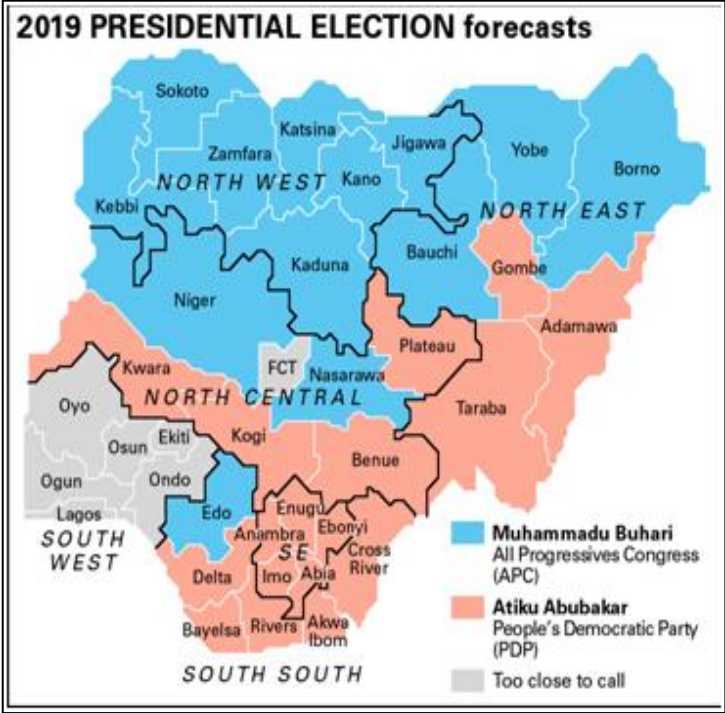 2019 PRESIDENTIAL ELECTION forecasts
Sokoto
Katsina
Jigawa
Yobe
Borno
Zamfara
Kano
NORTH WEST
NORTH EAST
Kebbi
Kaduna
Bauchi
Gombe
Niger
Adamawa
Plateau
Kwara
FCT
Nasarawa
NORTH CENTRAL
Taraba
Oyo
Kogi
Ekiti
Osun
Benue
Ogun
Ondo
Lagos
Edo
Enugu
Ebonyi
Anambra
SOUTH
WEST
SE
Cross
River
Delta
Imo
Abia
Bayelsa
Rivers
Akwa
Ibom
SOUTH SOUTH
Muhammadu Buhari
All Progressives Congress
(APC)
Atiku Abubakar
People's Democratic Party
(PDP)
Too close to call